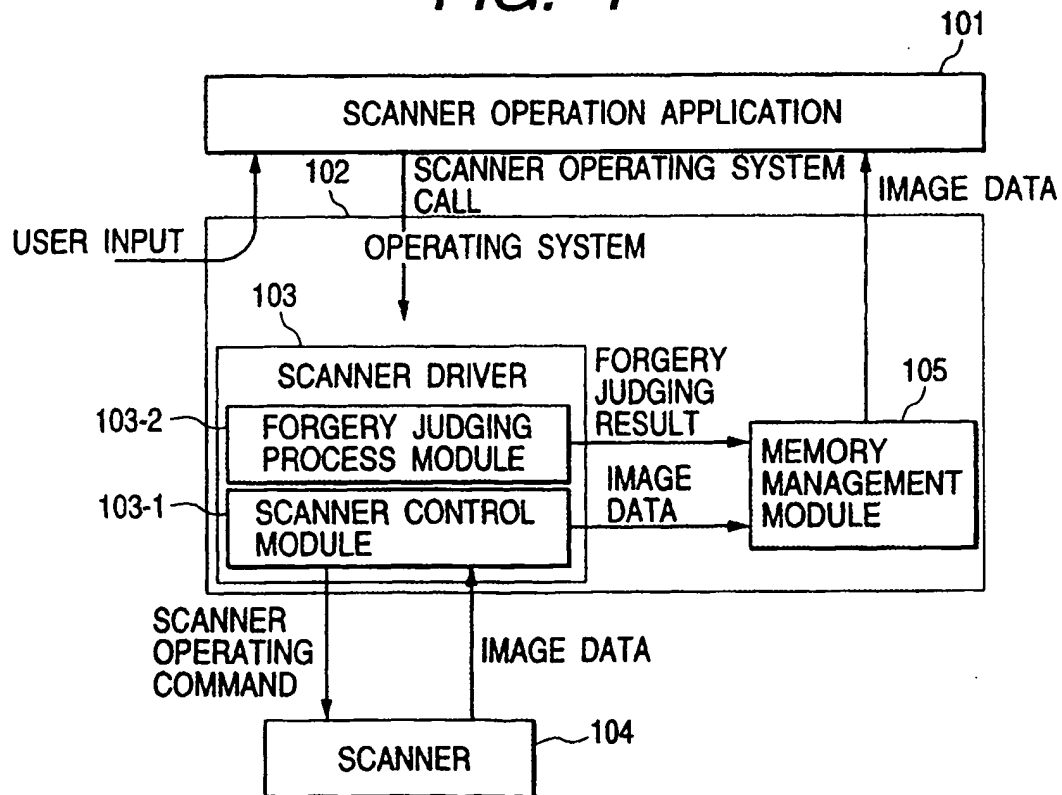 101
SCANNER OPERATION APPLICATION
102
SCANNER OPERATING SYSTEM
CALL
IMAGE DATA
USER INPUT
OPERATING SYSTEM
103
SCANNER DRIVER
FORGERY
JUDGING
RESULT
105
103-2
FORGERY JUDGING
PROCESS MODULE
MEMORY
MANAGEMENT
MODULE
103-1
SCANNER CONTROL
MODULE
IMAGE
DATA
SCANNER
OPERATING
COMMAND
IMAGE DATA
SCANNER
104